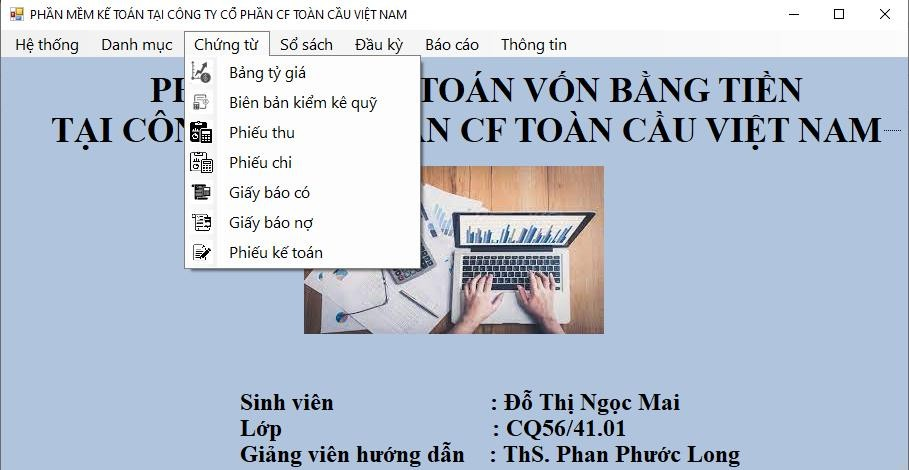 PHẦN MỀM KẾ TOÁN TẠI CÔNG TY CỔ PHẦN CF TOÀN CẦU VIỆT NAM
Hệ thống Danh mục Chứng từ Sổ sách Đầu kỳ Báo cáo Thông tin
Bảng tỷ giá
Biên bản kiểm kê quỹ
Phiếu thu
Phiếu chi
Giấy báo có
Giấy báo nợ
Phiếu kế toán
TOÁN VỐN BẰNG TIỀN
TẠI CF TOÀN CẦU VIỆT NAM
Sinh viên : Đỗ Thị Ngọc Mai
Lớp : CQ56/41.01
Giảng viên hướng dẫn : ThS. Phan Phước Long